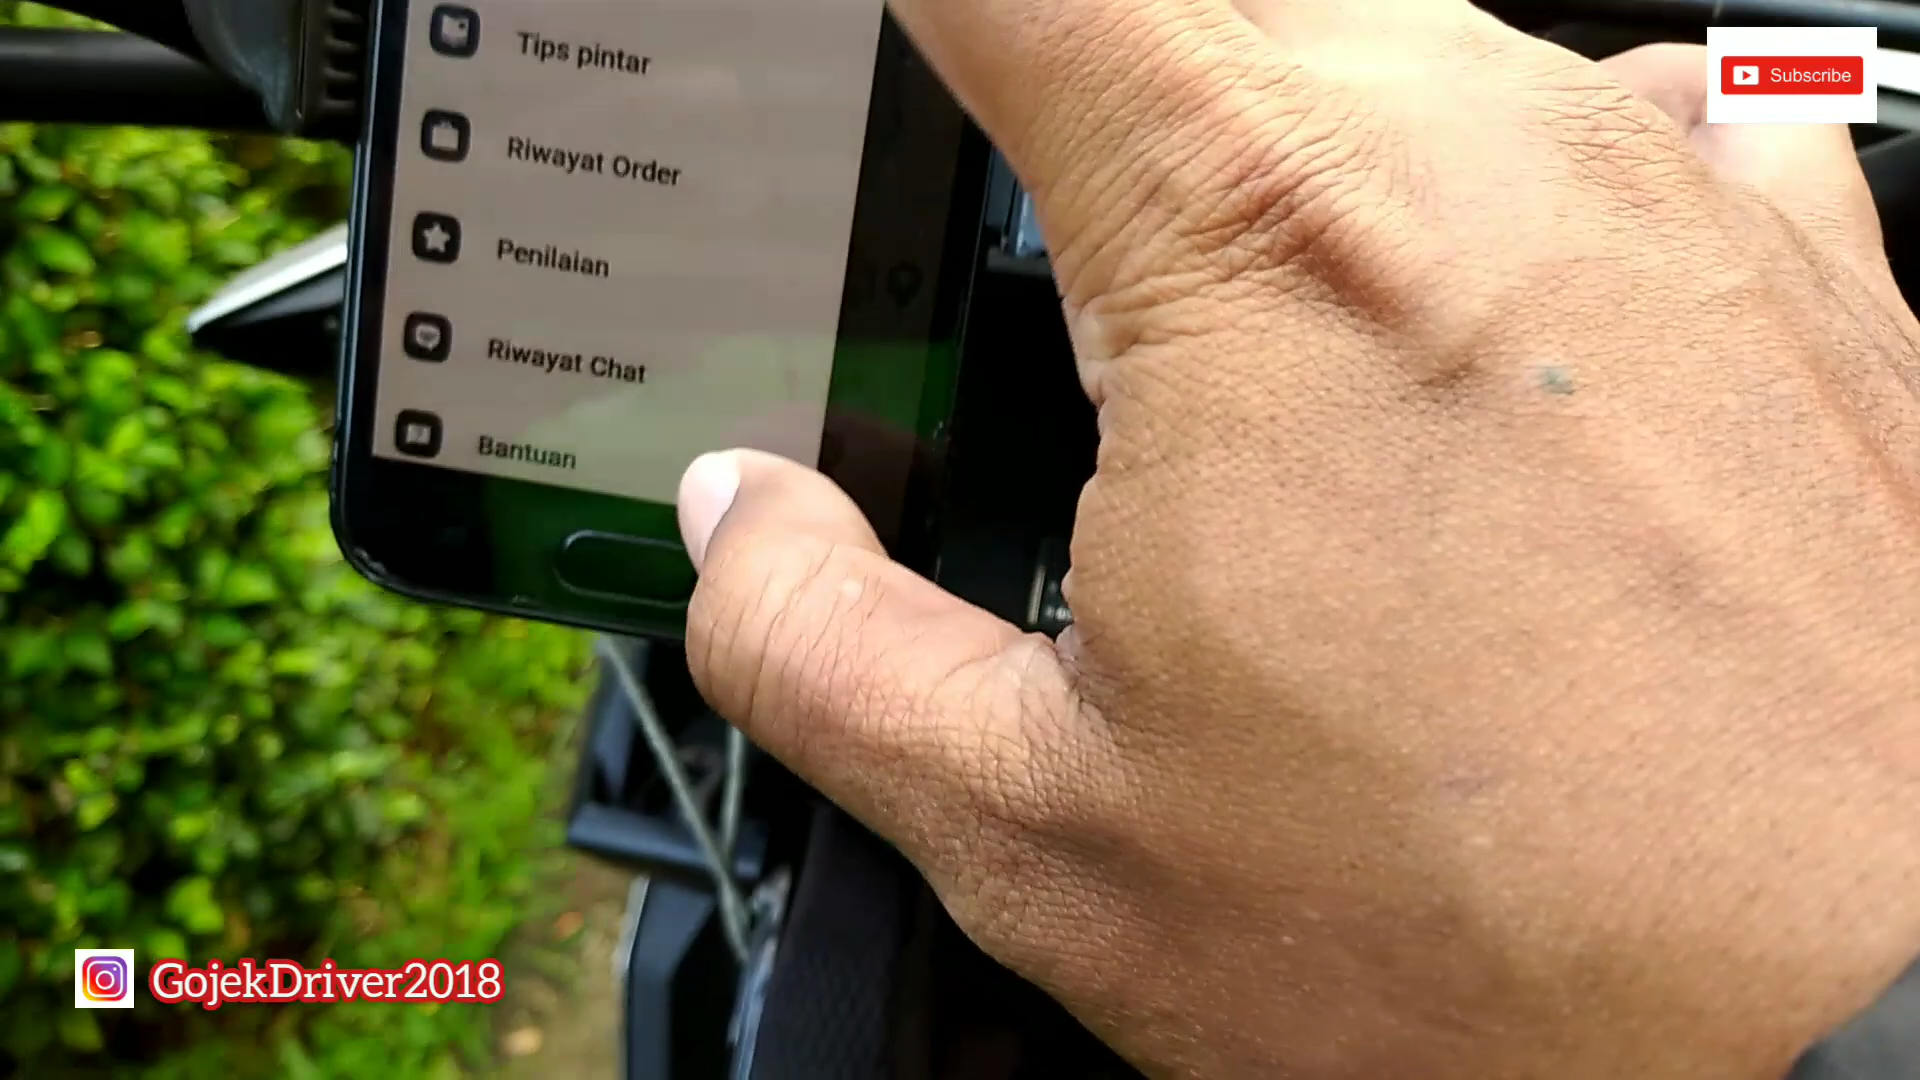 Subscribe
Tips pintar
Riwayat Order
Penilaian
Riwayat Chat
Bantuan
GojekDriver2018